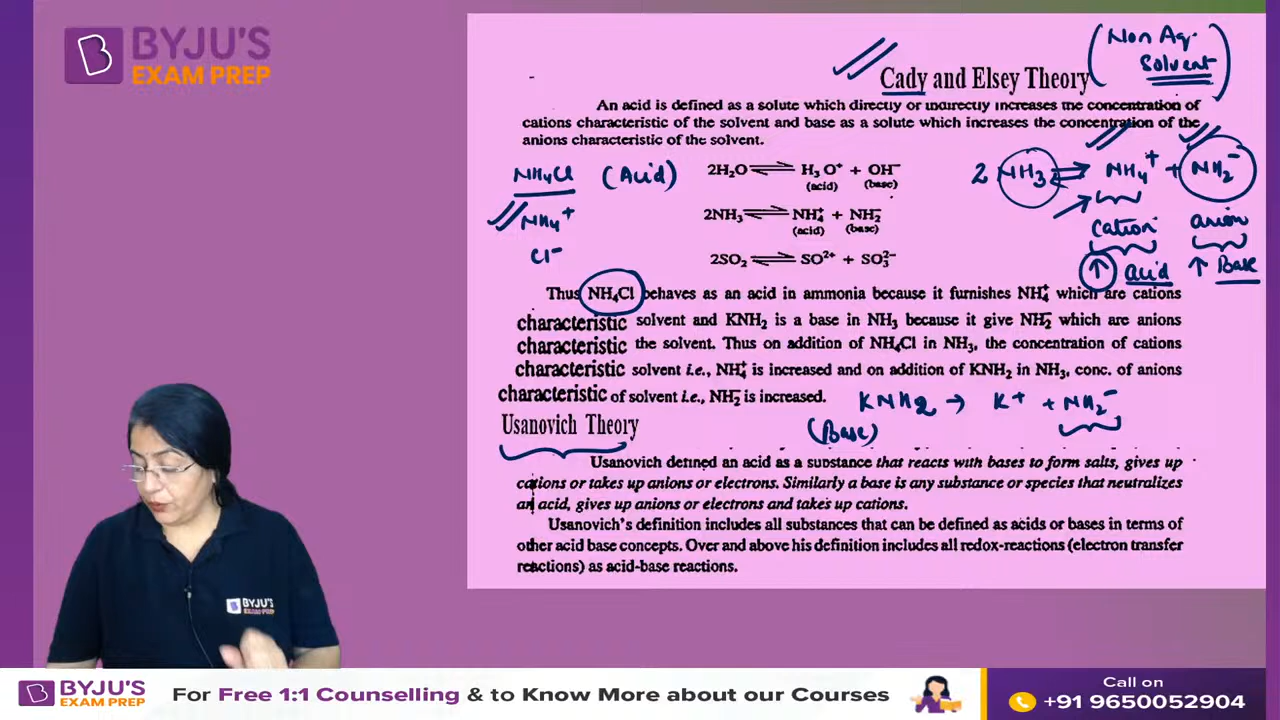 BYJU'S
EXAM PREP
(Non Aq. Solvent)
Cady and Elsey Theory
An acid is defined as a solute which directly or indirectly increases the concentration of
cations characteristic of the solvent and base as a solute which increases the concentration of the
anions characteristic of the solvent.
NH4Cl (Acid)
NH4+
Cl−
2H₂O ⇌ H₃O⁺ + OH⁻
(acid) (base)
2NH₃ ⇌ NH₄⁺ + NH₂⁻
(acid) (base)
2SO₂ ⇌ SO²⁺ + SO₃²⁻
2 NH3 ⇌ NH4+ + NH2−
Cation anion
↑ acid ↑ Base
Thus NH₄Cl behaves as an acid in ammonia because it furnishes NH₄⁺ which are cations
characteristic solvent and KNH₂ is a base in NH₃ because it give NH₂⁻ which are anions
characteristic the solvent. Thus on addition of NH₄Cl in NH₃, the concentration of cations
characteristic solvent i.e., NH₄⁺ is increased and on addition of KNH₂ in NH₃, conc. of anions
characteristic of solvent i.e., NH₂⁻ is increased.
KNH2 → K+ + NH2−
(Base)
Usanovich Theory
Usanovich defined an acid as a substance that reacts with bases to form salts, gives up
cations or takes up anions or electrons. Similarly a base is any substance or species that neutralizes
an acid, gives up anions or electrons and takes up cations.
Usanovich's definition includes all substances that can be defined as acids or bases in terms of
other acid base concepts. Over and above his definition includes all redox-reactions (electron transfer
reactions) as acid-base reactions.
BYJU'S
EXAM PREP
BYJU'S
EXAM PREP
For Free 1:1 Counselling & to Know More about our Courses
Call on
+91 9650052904